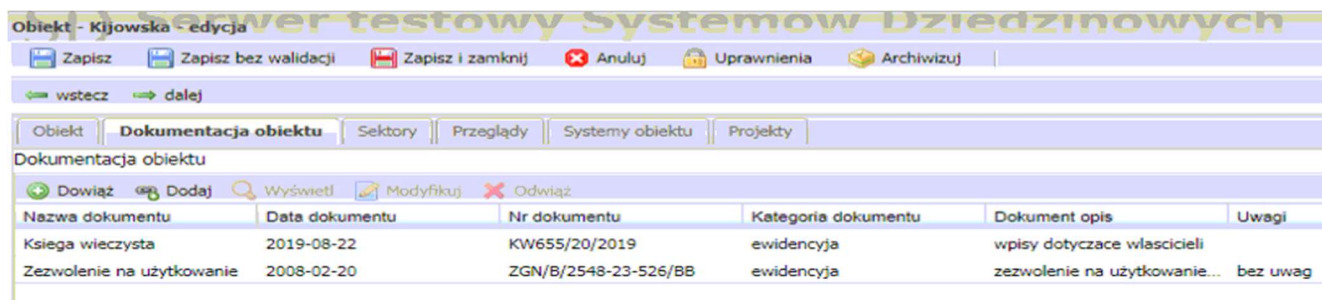 Serwer testowy Systemów Dziedzinowych
Obiekt - Kijowska - edycja
Zapisz Zapisz bez walidacji Zapisz i zamknij Anuluj Uprawnienia Archiwizuj
wstecz dalej
Obiekt Dokumentacja obiektu Sektory Przeglądy Systemy obiektu Projekty
Dokumentacja obiektu
Dowiąż Dodaj Wyświetl Modyfikuj Odwiąż
Nazwa dokumentu Data dokumentu Nr dokumentu Kategoria dokumentu Dokument opis Uwagi
Ksiega wieczysta 2019-08-22 KW655/20/2019 ewidencyja wpisy dotyczace wlascicieli
Zezwolenie na użytkowanie 2008-02-20 ZGN/B/2548-23-526/BB ewidencyja zezwolenie na użytkowanie... bez uwag